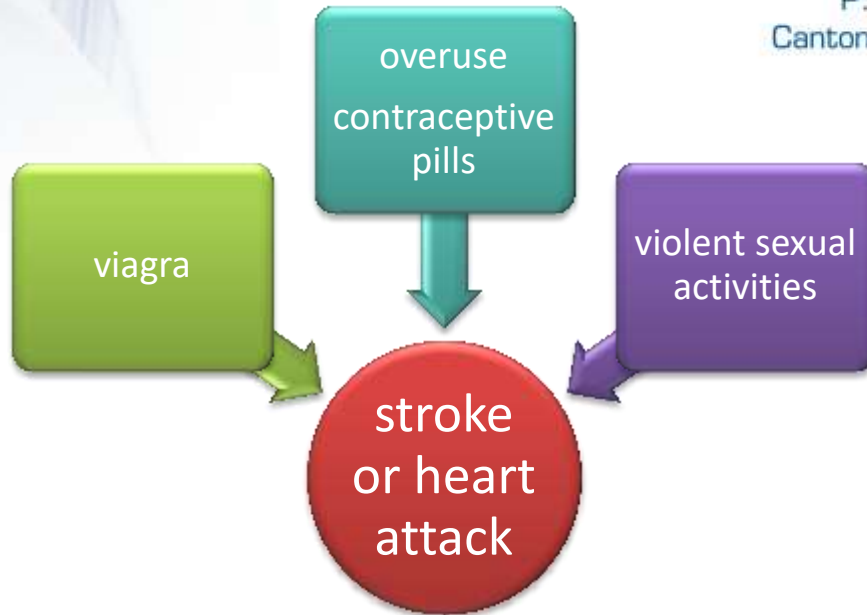 Canton
overuse
contraceptive
pills
viagra
violent sexual
activities
stroke
or heart
attack